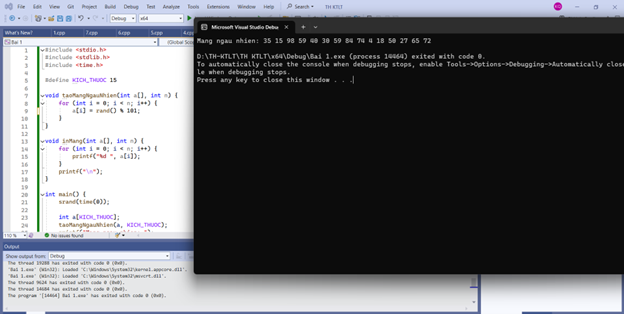 File Edit View Git Project Build Debug Test Analyze Tools Extensions Window Help Search TH KTLT
Debug x64
What's New? 1.cpp 7.cpp 6.cpp 5.cpp
Bai 1 (Global Sco
1 #include <stdio.h>
2 #include <stdlib.h>
3 #include <time.h>
4
5 #define KICH_THUOC 15
6
7 void taoMangNgauNhien(int a[], int n) {
8 for (int i = 0; i < n; i++) {
9 a[i] = rand() % 101;
10 }
11 }
12
13 void inMang(int a[], int n) {
14 for (int i = 0; i < n; i++) {
15 printf("%d ", a[i]);
16 }
17 printf("\n");
18 }
19
20 int main() {
21 srand(time(0));
22
23 int a[KICH_THUOC];
24 taoMangNgauNhien(a, KICH_THUOC);
110 % No issues found
Output
Show output from: Debug
The thread 19288 has exited with code 0 (0x0).
'Bai 1.exe' (Win32): Loaded 'C:\Windows\System32\kernel.appcore.dll'.
'Bai 1.exe' (Win32): Loaded 'C:\Windows\System32\msvcrt.dll'.
The thread 9624 has exited with code 0 (0x0).
The thread 14684 has exited with code 0 (0x0).
The program '[14464] Bai 1.exe' has exited with code 0 (0x0).
Microsoft Visual Studio Debu
Mang ngau nhien: 35 15 98 59 40 30 59 84 74 4 18 50 27 65 72
D:\TH-KTLT\TH KTLT\x64\Debug\Bai 1.exe (process 14464) exited with code 0.
To automatically close the console when debugging stops, enable Tools->Options->Debugging->Automatically close
le when debugging stops.
Press any key to close this window . . .